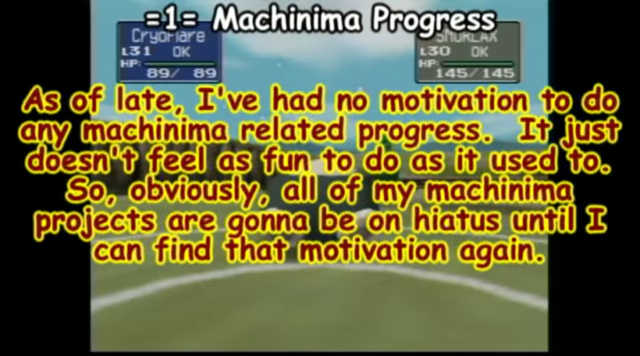 =1= Machinima Progress
CryoFlare
L31 OK
HP:
89/ 89
SNORLAX
L30 OK
HP:
145/145
As of late, I've had no motivation to do
any machinima related progress. It just
doesn't feel as fun to do as it used to.
So, obviously, all of my machinima
projects are gonna be on hiatus until I
can find that motivation again.